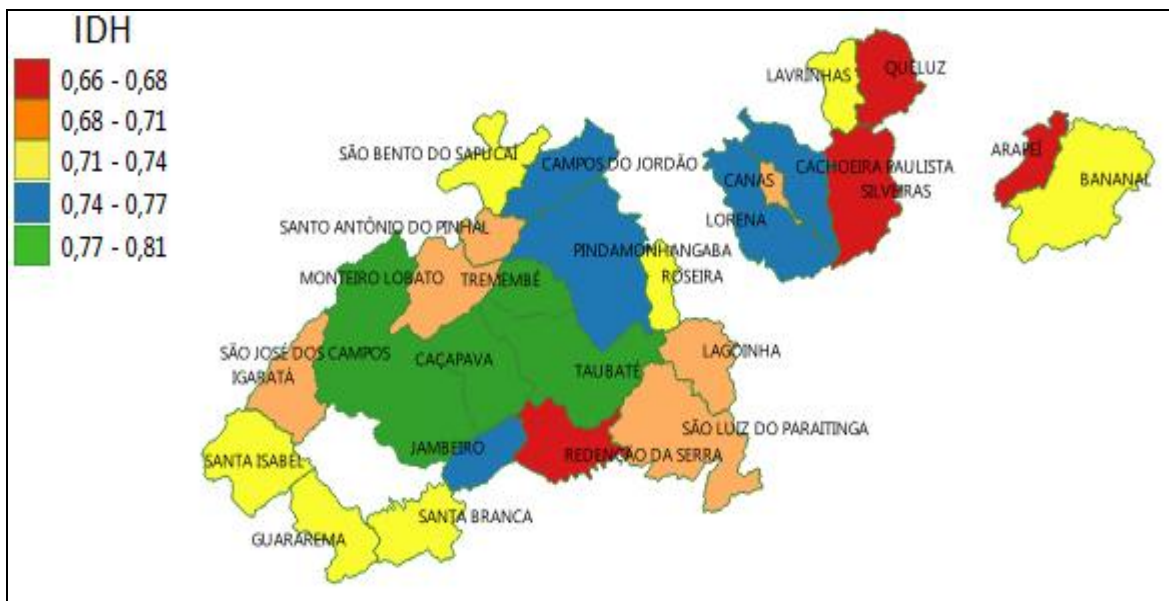 IDH
0,66 - 0,68
0,68 - 0,71
0,71 - 0,74
0,74 - 0,77
0,77 - 0,81
LAVRINHAS
QUELUZ
SÃO BENTO DO SAPUCAÍ
CAMPOS DO JORDÃO
CANAS
CACHOEIRA PAULISTA
SILVEIRAS
LORENA
ARAPEÍ
BANANAL
SANTO ANTÔNIO DO PINHAL
PINDAMONHANGABA
MONTEIRO LOBATO
TREMEMBÉ
ROSEIRA
SÃO JOSÉ DOS CAMPOS
CAÇAPAVA
LAGOINHA
IGARATÁ
TAUBATÉ
SÃO LUIZ DO PARAITINGA
JAMBEIRO
REDENÇÃO DA SERRA
SANTA ISABEL
SANTA BRANCA
GUARAREMA